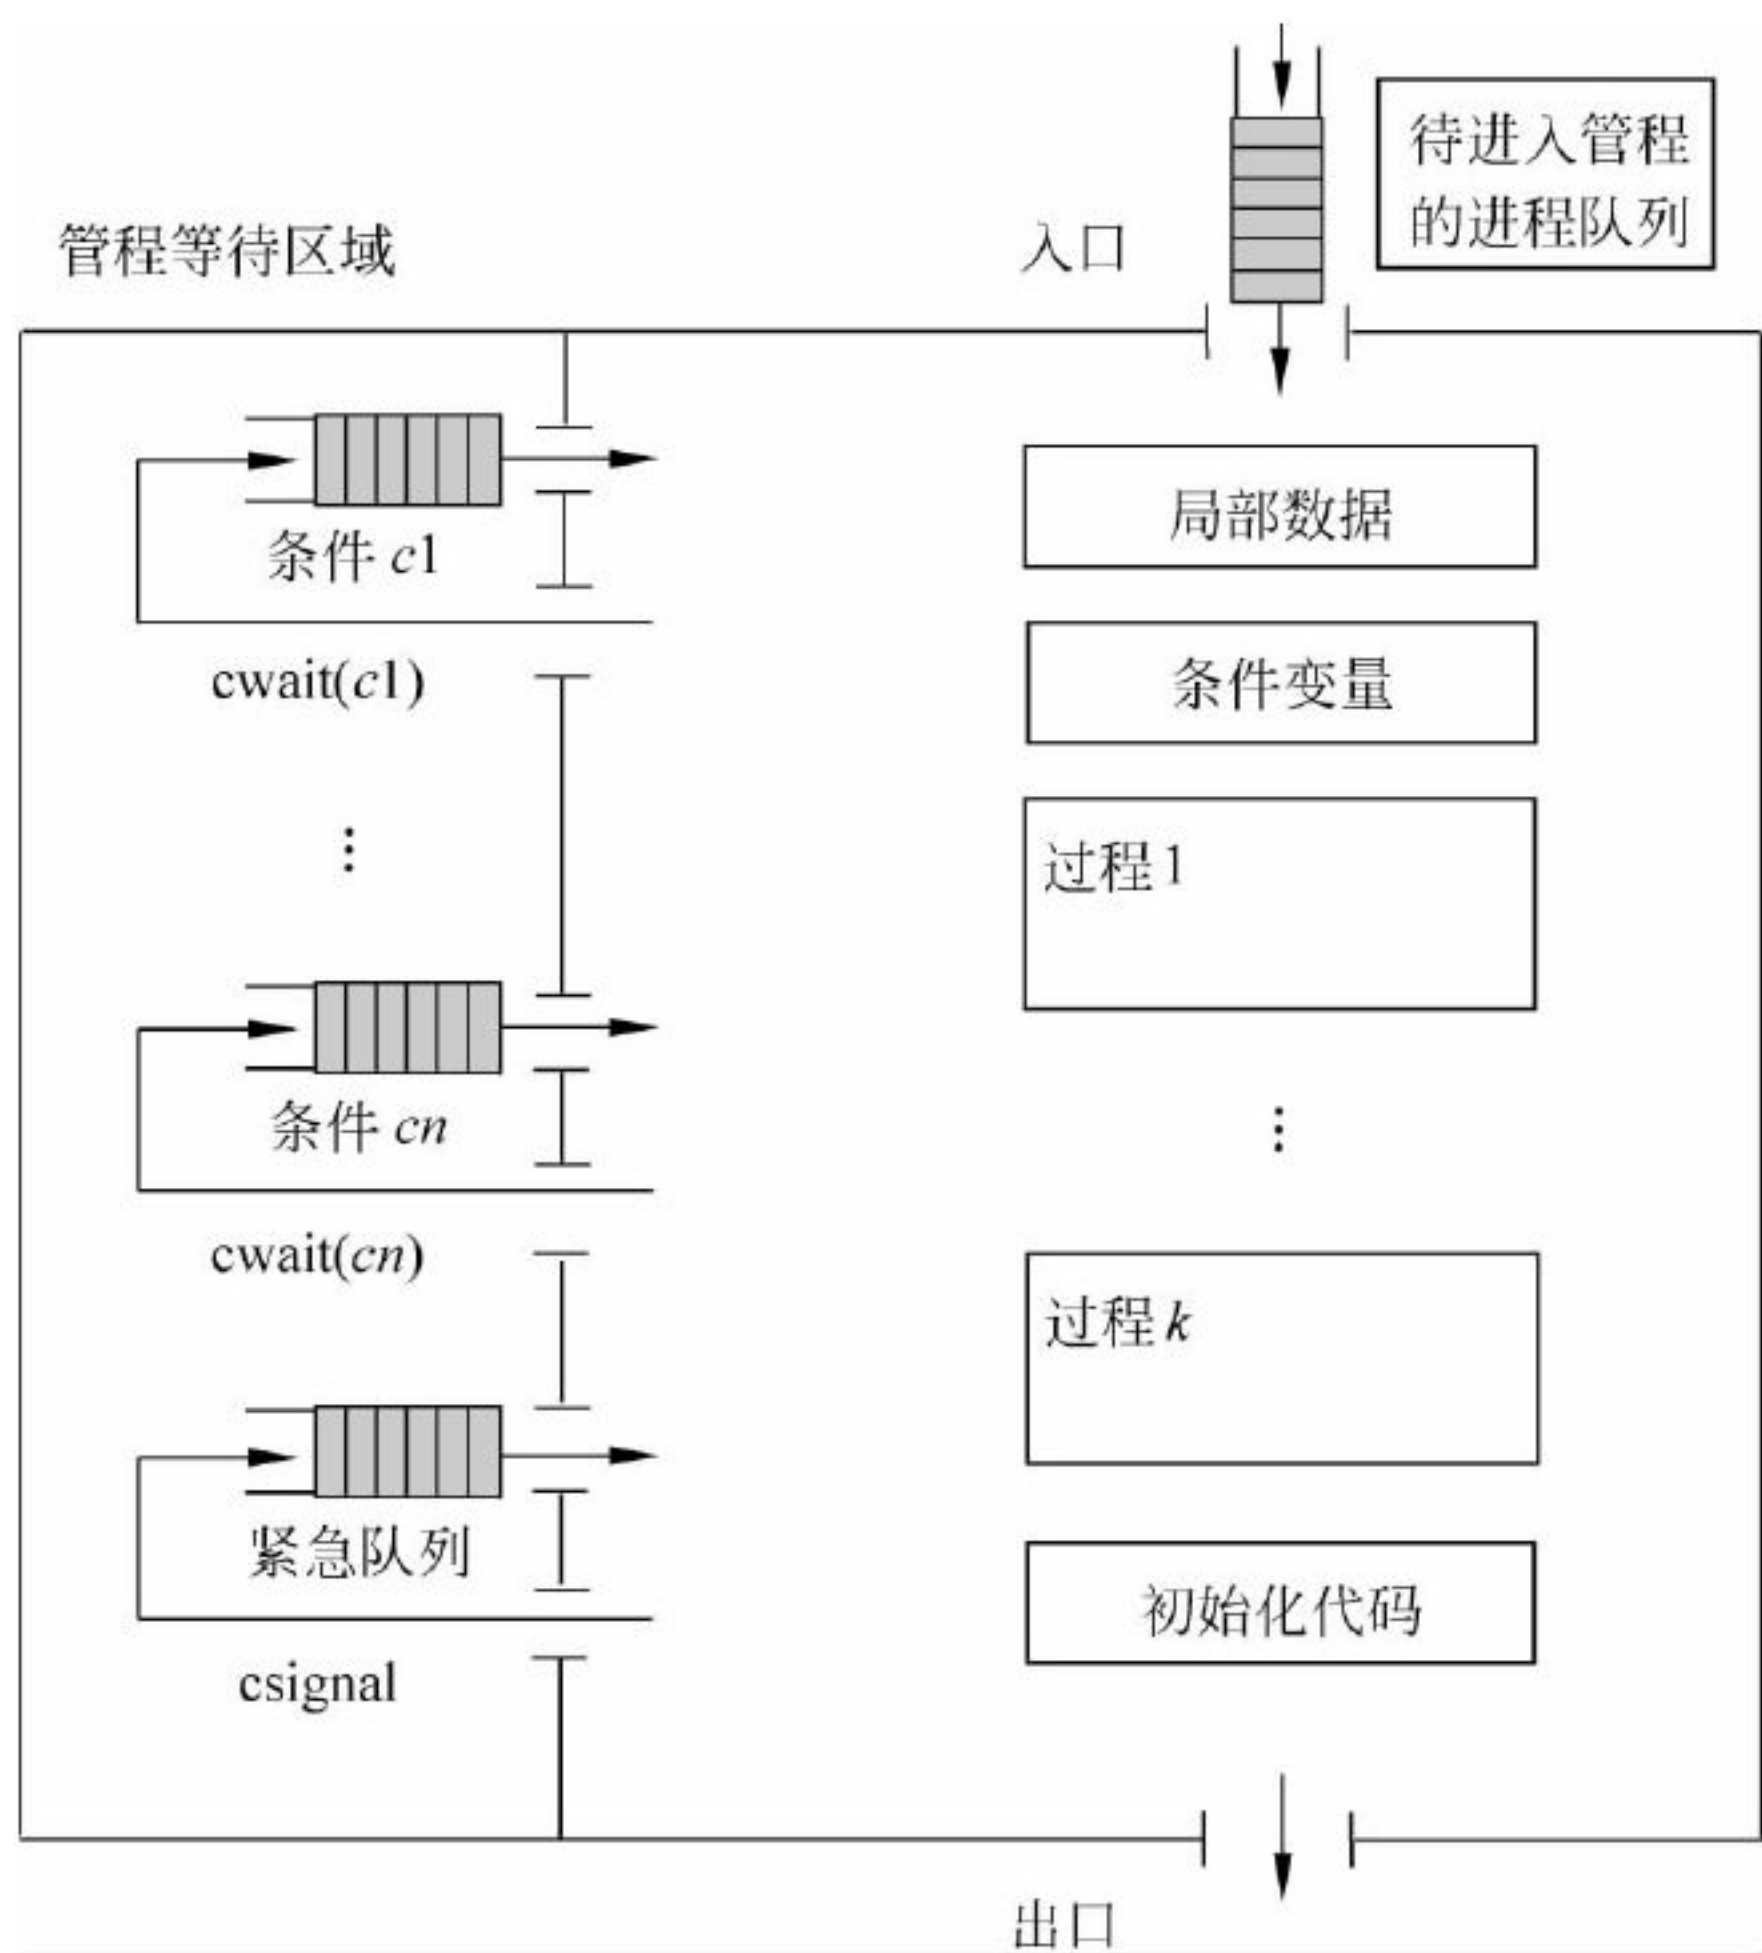 待进入管程
的进程队列
管程等待区域
入口
条件 c1
cwait(c1)
⋮
条件 cn
cwait(cn)
紧急队列
csignal
局部数据
条件变量
过程1
⋮
过程k
初始化代码
出口